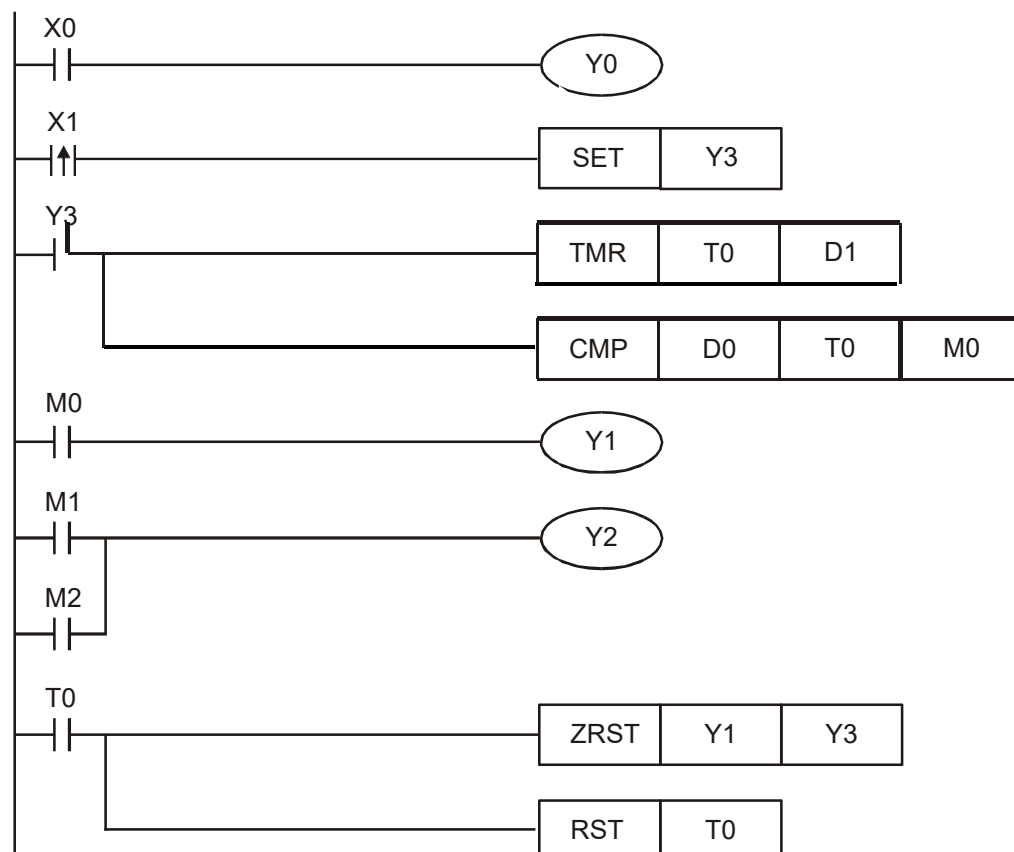 X0
Y0
X1
SET Y3
Y3
TMR T0 D1
CMP D0 T0 M0
M0
Y1
M1
Y2
M2
T0
ZRST Y1 Y3
RST T0